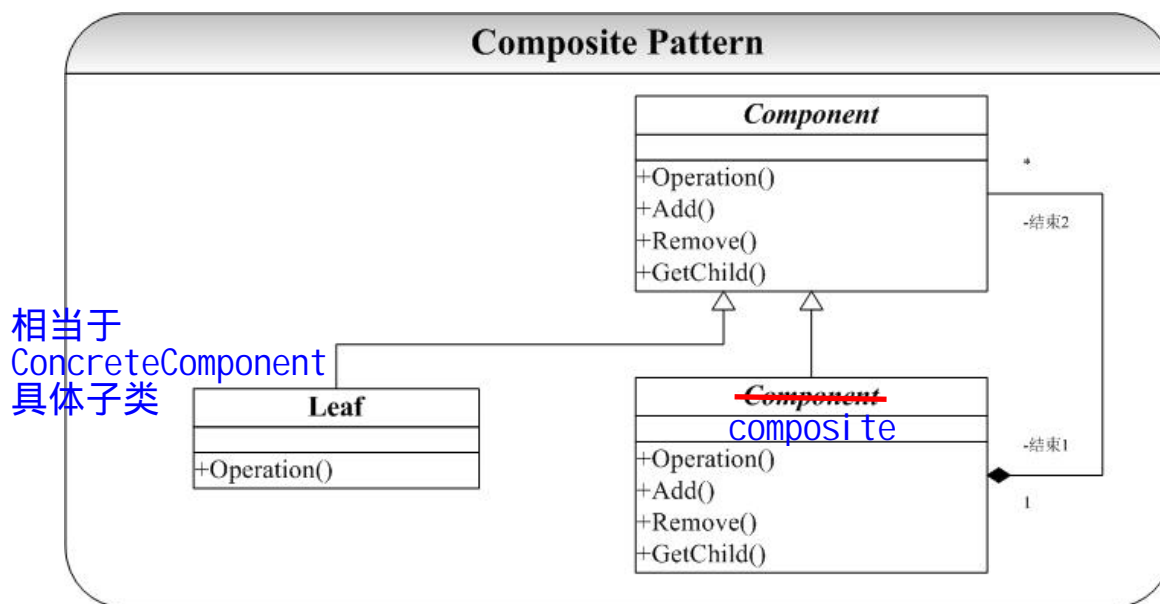 Composite Pattern
Component
+Operation()
+Add()
+Remove()
+GetChild()
*
-结束2
相当于
ConcreteComponent
具体子类
Leaf
+Operation()
Component
composite
+Operation()
+Add()
+Remove()
+GetChild()
-结束1
1